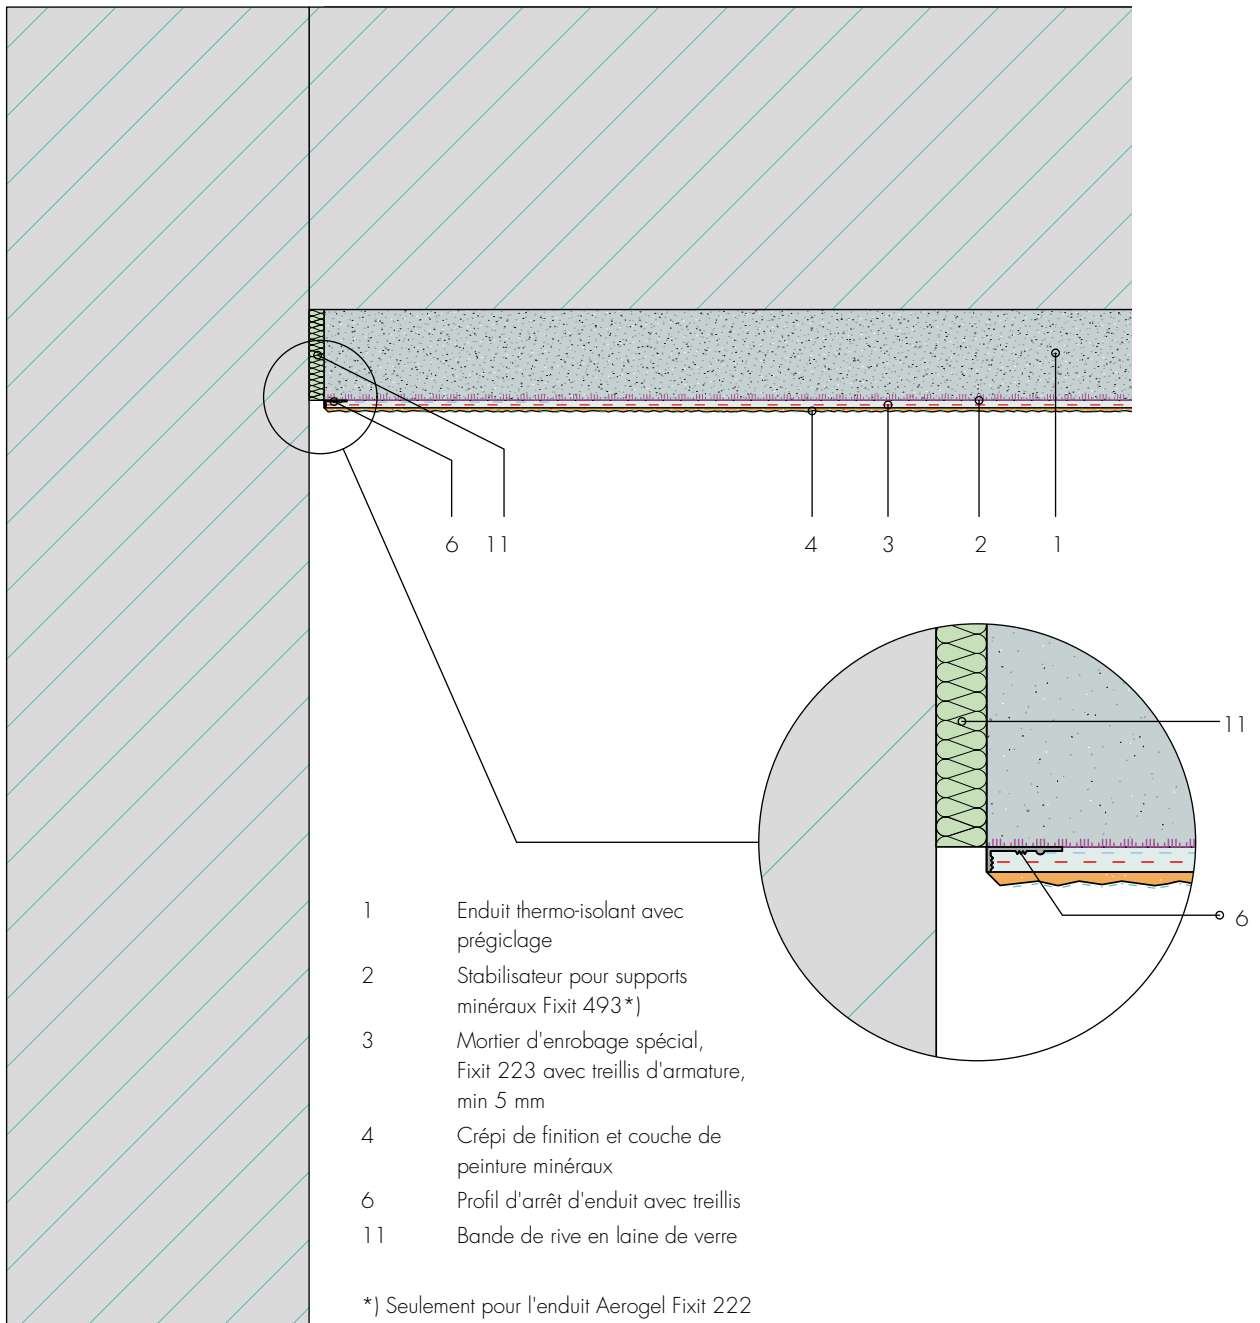 6 11 4 3 2 1
11
6
1 Enduit thermo-isolant avec
prégiclage
2 Stabilisateur pour supports
minéraux Fixit 493*)
3 Mortier d'enrobage spécial,
Fixit 223 avec treillis d'armature,
min 5 mm
4 Crépi de finition et couche de
peinture minéraux
6 Profil d'arrêt d'enduit avec treillis
11 Bande de rive en laine de verre
*) Seulement pour l'enduit Aerogel Fixit 222